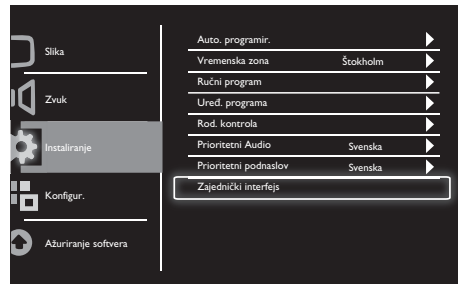 Slika
Zvuk
Instaliranje
Konfigur.
Ažuriranje softvera
Auto. programir.
Vremenska zona Štokholm
Ručni program
Uređ. programa
Rod. kontrola
Prioritetni Audio Svenska
Prioritetni podnaslov Svenska
Zajednički interfejs